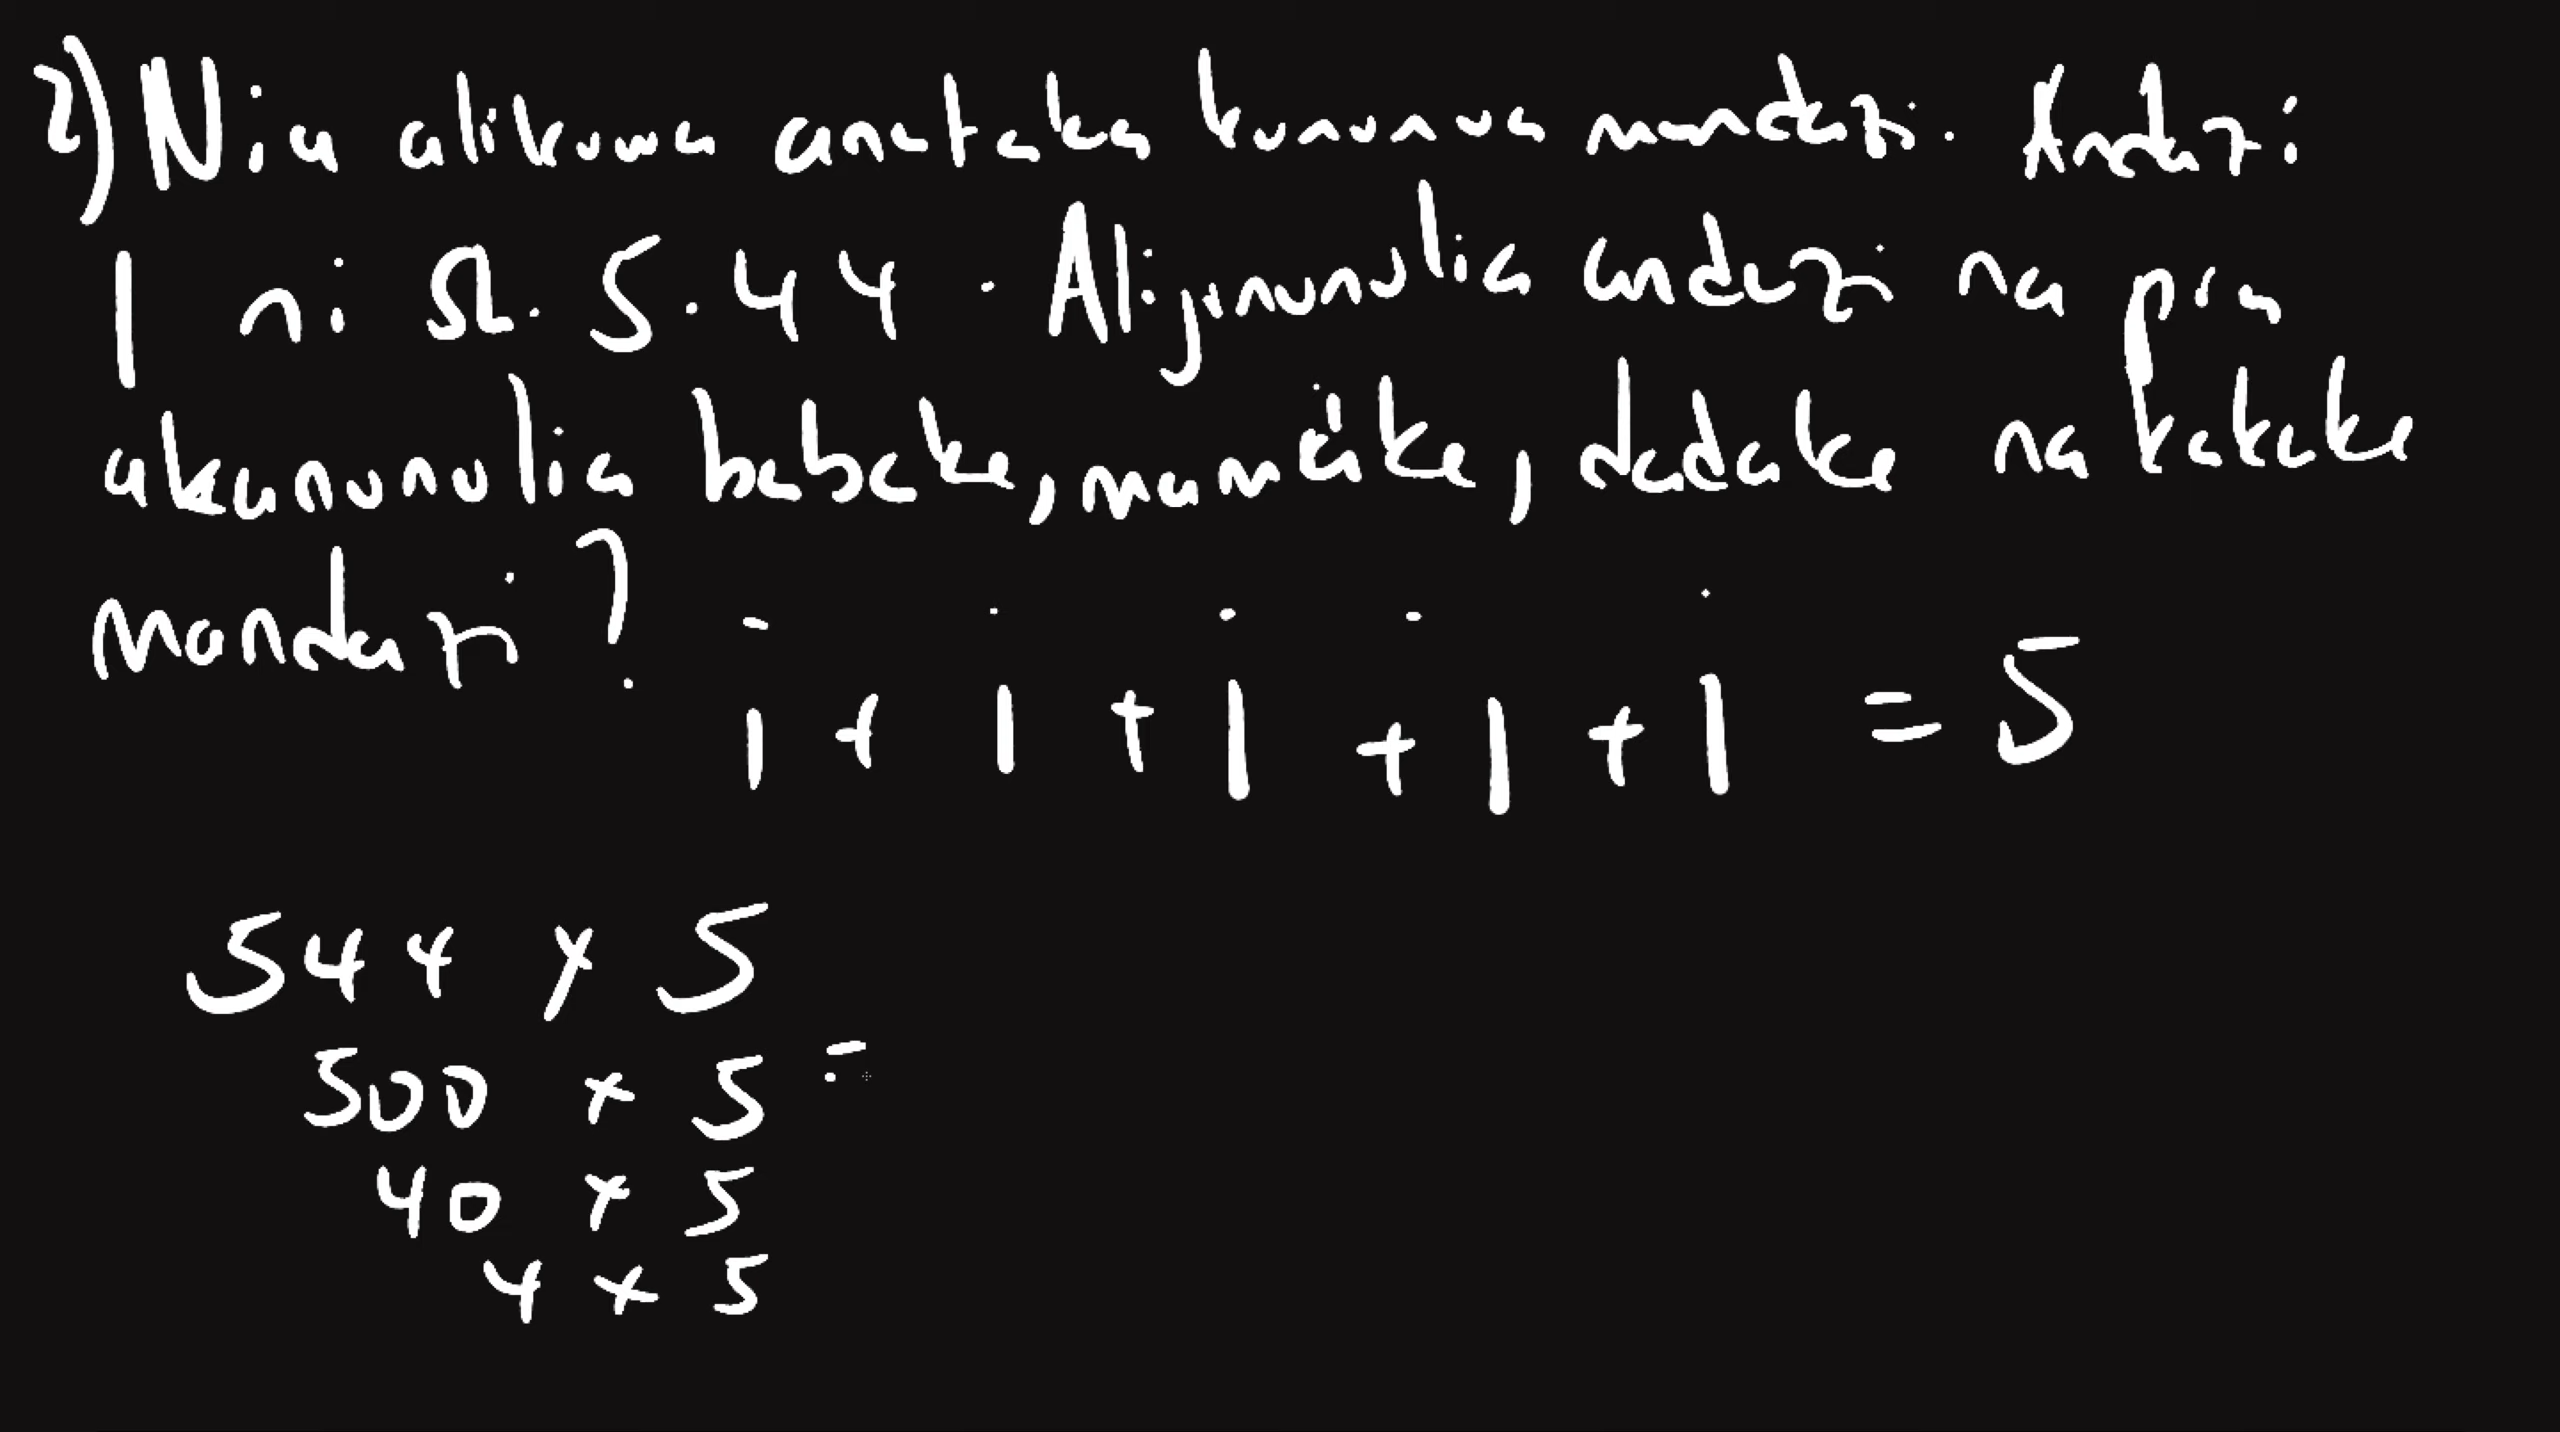 2) Nia alikuwa anataka kununua mandazi. Andazi
1 ni Sh. 5.44. Alijinunulia andazi na pia
akanunulia babake, mamake, dadake na kakake
mandazi?
1 + 1 + 1 + 1 + 1 = 5
544 x 5
500 x 5 =
40 x 5
4 x 5